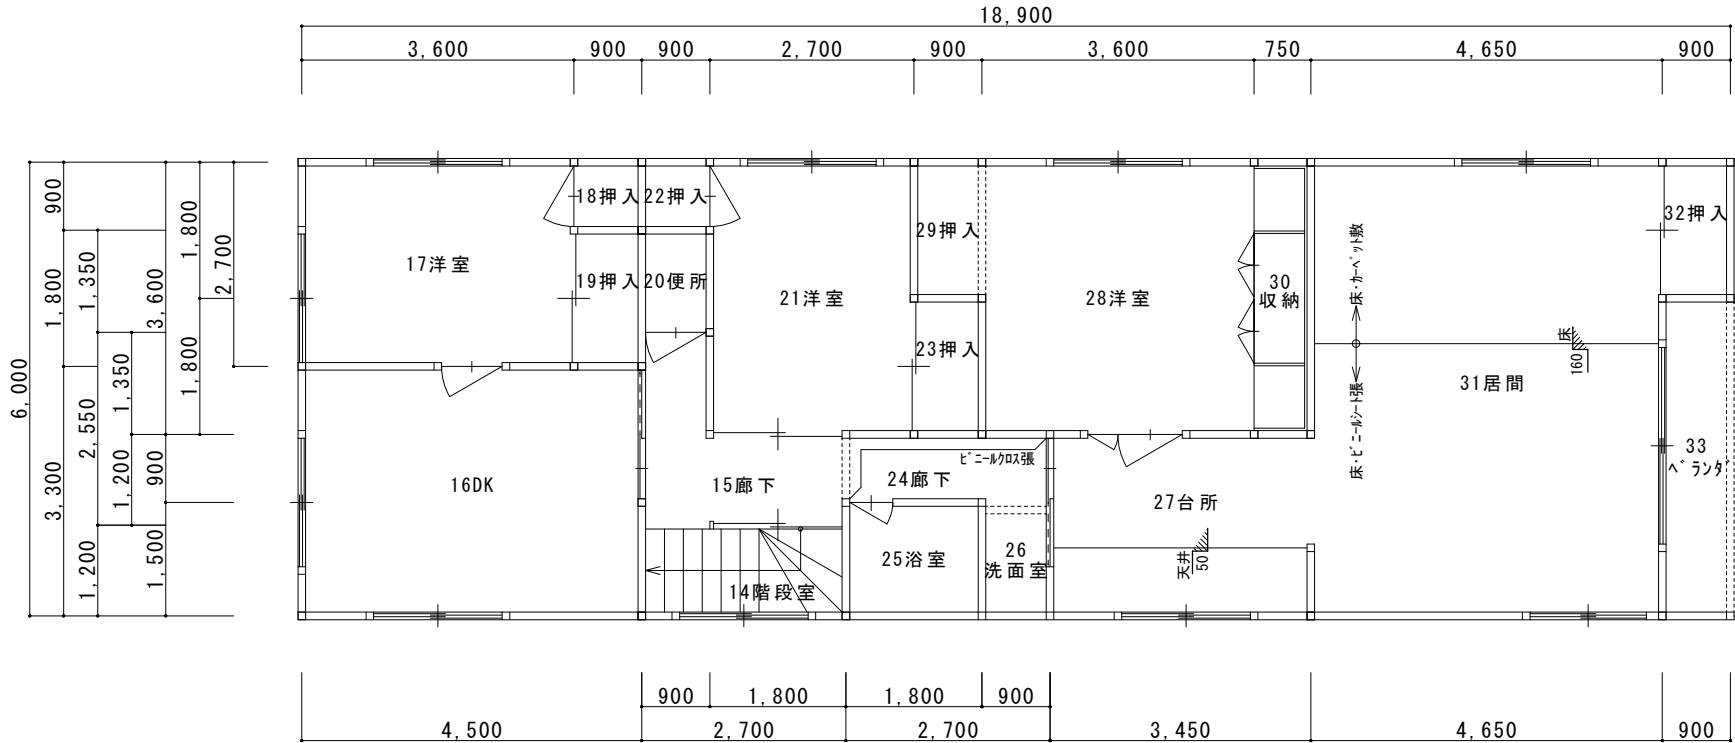 18,900
3,600 900 900 2,700 900 3,600 750 4,650 900
6,000
900
1,800
3,300
1,350
2,550
1,200
1,350
1,200
3,600
900
1,500
1,800
1,800
2,700
18押入
22押入
17洋室
19押入
20便所
21洋室
29押入
23押入
28洋室
30
収納
床・カーペット敷
床・ビニールシート張
床
160
32押入
31居間
33
ベランダ
16DK
15廊下
ビニールクロス張
24廊下
27台所
25浴室
26
洗面室
天井
50
14階段室
900 1,800 1,800 900
4,500 2,700 2,700 3,450 4,650 900